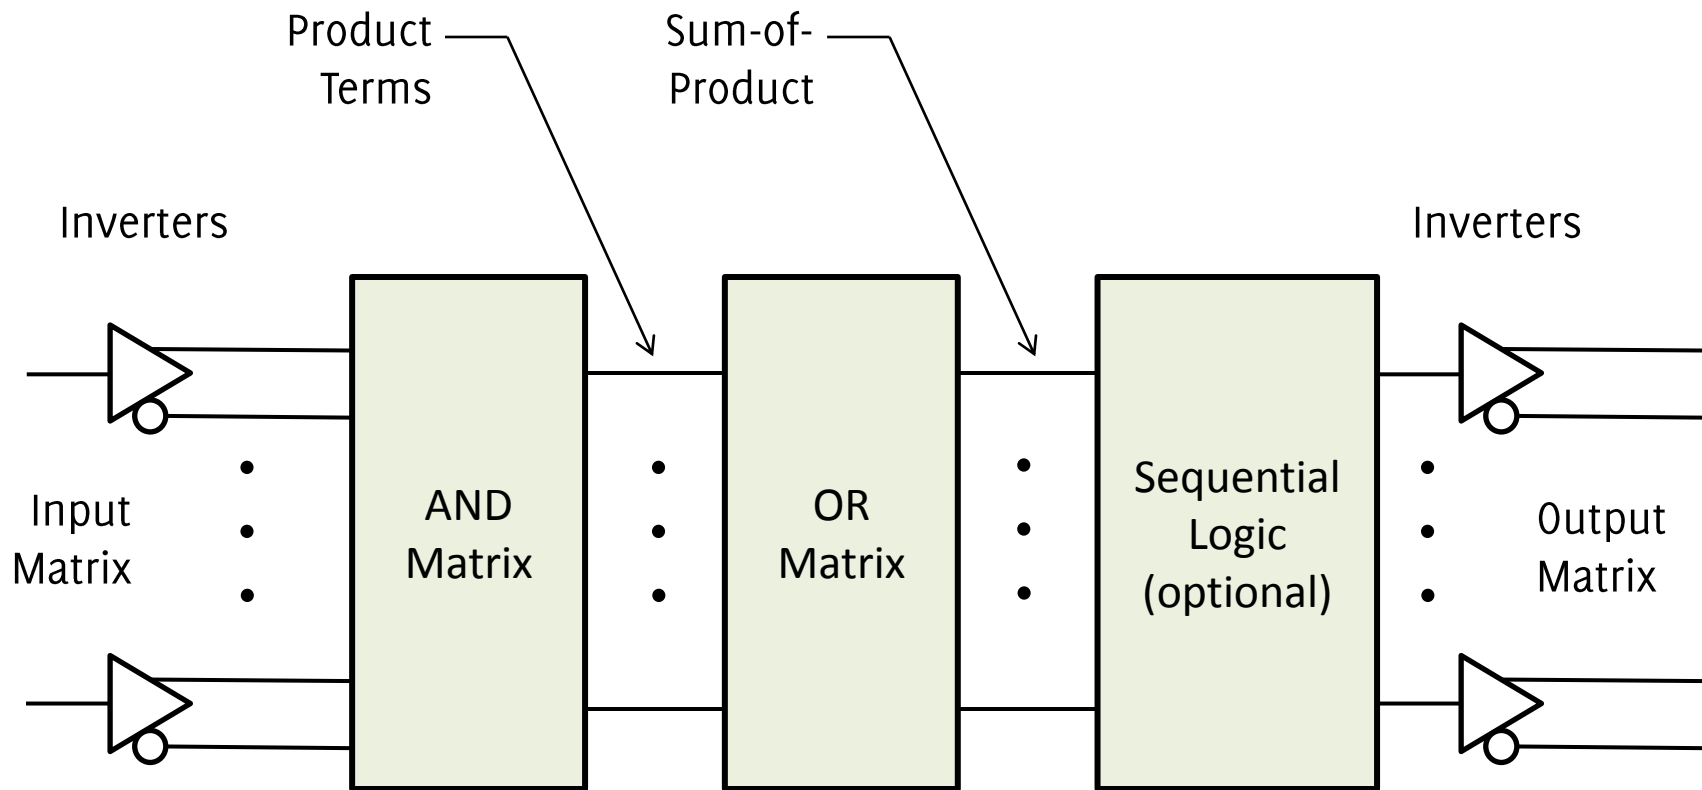 Product
Terms
Sum-of-
Product
Inverters
Inverters
Input
Matrix
AND
Matrix
OR
Matrix
Sequential
Logic
(optional)
Output
Matrix